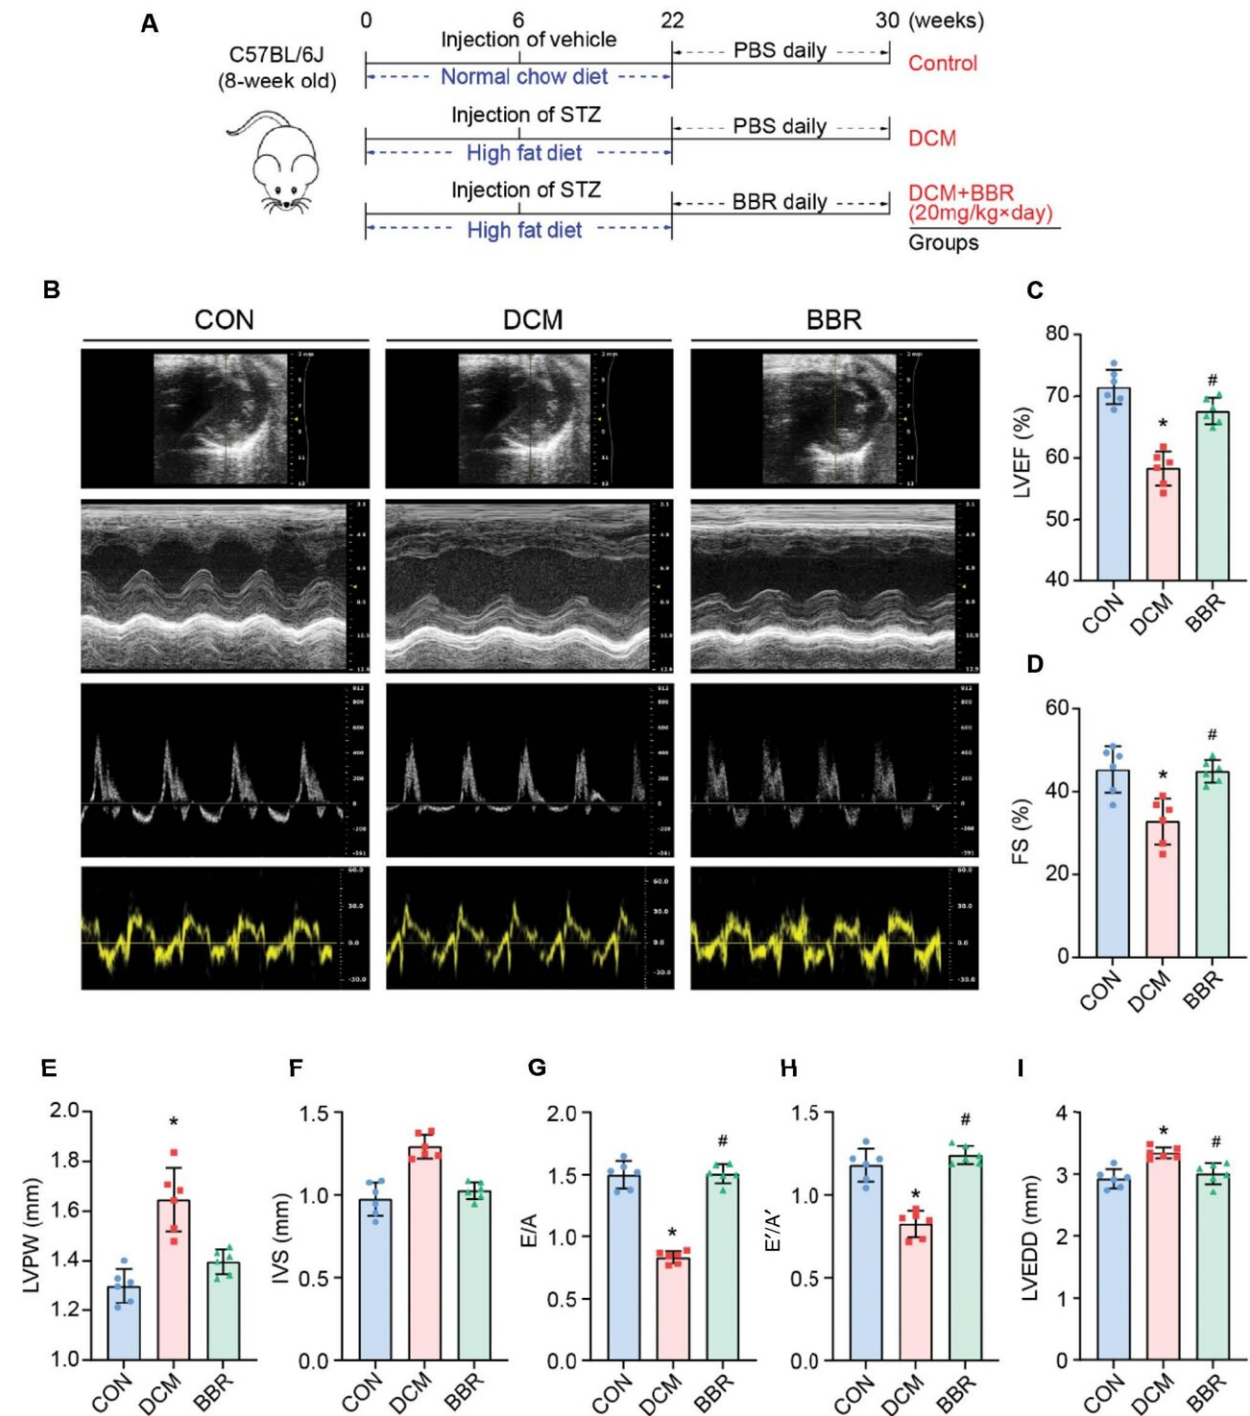 A
0 6 22 30 (weeks)
C57BL/6J
(8-week old)
Injection of vehicle
Normal chow diet
PBS daily
Control
Injection of STZ
High fat diet
PBS daily
DCM
Injection of STZ
High fat diet
BBR daily
DCM+BBR
(20mg/kg×day)
Groups
B
CON DCM BBR
C
LVEF (%)
80
70
60
50
40
*
#
CON DCM BBR
D
FS (%)
60
40
20
0
*
#
CON DCM BBR
E
LVPW (mm)
2.0
1.8
1.6
1.4
1.2
1.0
*
CON DCM BBR
F
IVS (mm)
1.5
1.0
0.5
0.0
CON DCM BBR
G
E/A
2.0
1.5
1.0
0.5
0.0
*
#
CON DCM BBR
H
E′/A′
1.5
1.0
0.5
0.0
*
#
CON DCM BBR
I
LVEDD (mm)
4
3
2
1
0
*
#
CON DCM BBR